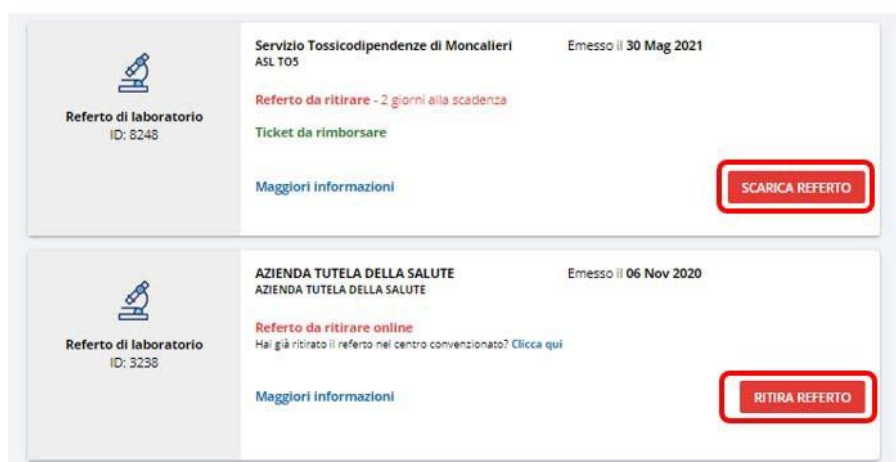 Servizio Tossicodipendenze di Moncalieri
Emesso il 30 Mag 2021
ASL TO5
Referto da ritirare - 2 giorni alla scadenza
Referto di laboratorio
ID: 8248
Ticket da rimborsare
Maggiori informazioni
SCARICA REFERTO
AZIENDA TUTELA DELLA SALUTE
Emesso il 06 Nov 2020
AZIENDA TUTELA DELLA SALUTE
Referto da ritirare online
Hai già ritirato il referto nel centro convenzionato? Clicca qui
Referto di laboratorio
ID: 3238
Maggiori informazioni
RITIRA REFERTO